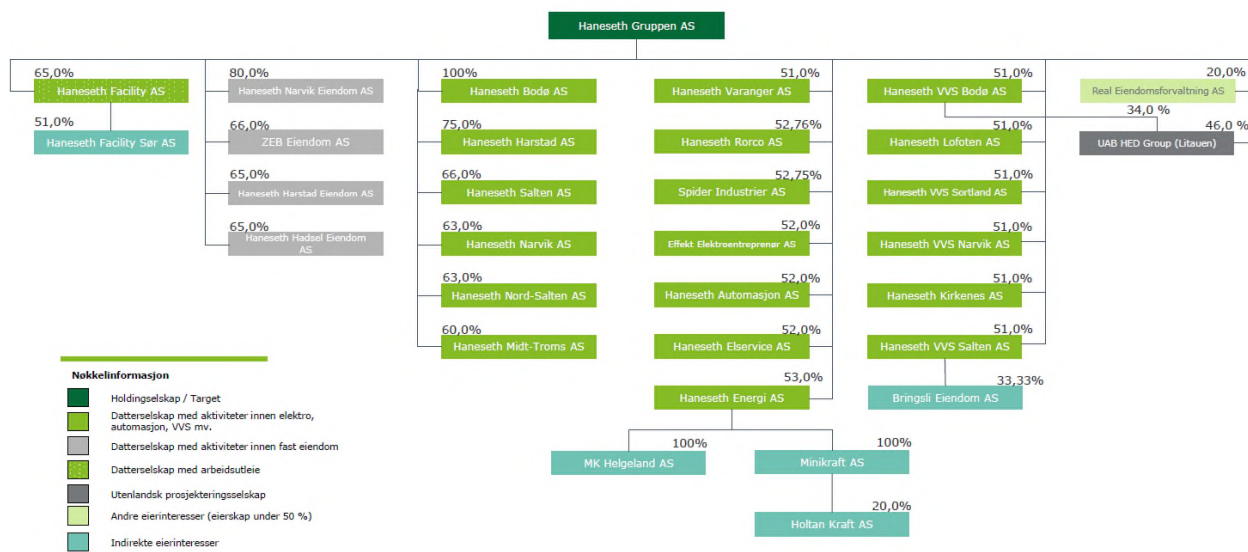 Haneseth Gruppen AS
65,0%
Haneseth Facility AS
51,0%
Haneseth Facility Sør AS
80,0%
Haneseth Narvik Eiendom AS
66,0%
ZEB Eiendom AS
65,0%
Haneseth Harstad Eiendom AS
65,0%
Haneseth Hadsel Eiendom
AS
100%
Haneseth Bodø AS
75,0%
Haneseth Harstad AS
66,0%
Haneseth Salten AS
63,0%
Haneseth Narvik AS
63,0%
Haneseth Nord-Salten AS
60,0%
Haneseth Midt-Troms AS
51,0%
Haneseth Varanger AS
52,76%
Haneseth Rorco AS
52,75%
Spider Industrier AS
52,0%
Effekt Elektroentreprenør AS
52,0%
Haneseth Automasjon AS
52,0%
Haneseth Elservice AS
53,0%
Haneseth Energi AS
100%
MK Helgeland AS
100%
Minikraft AS
20,0%
Holtan Kraft AS
51,0%
Haneseth VVS Bodø AS
51,0%
Haneseth Lofoten AS
51,0%
Haneseth VVS Sortland AS
51,0%
Haneseth VVS Narvik AS
51,0%
Haneseth Kirkenes AS
51,0%
Haneseth VVS Salten AS
33,33%
Bringsli Eiendom AS
20,0%
Real Eiendomsforvaltning AS
34,0 %
46,0 %
UAB HED Group (Litauen)
Nøkkelinformasjon
Holdingselskap / Target
Datterselskap med aktiviteter innen elektro,
automasjon, VVS mv.
Datterselskap med aktiviteter innen fast eiendom
Datterselskap med arbeidsutleie
Utenlandsk prosjekteringsselskap
Andre eierinteresser (eierskap under 50 %)
Indirekte eierinteresser